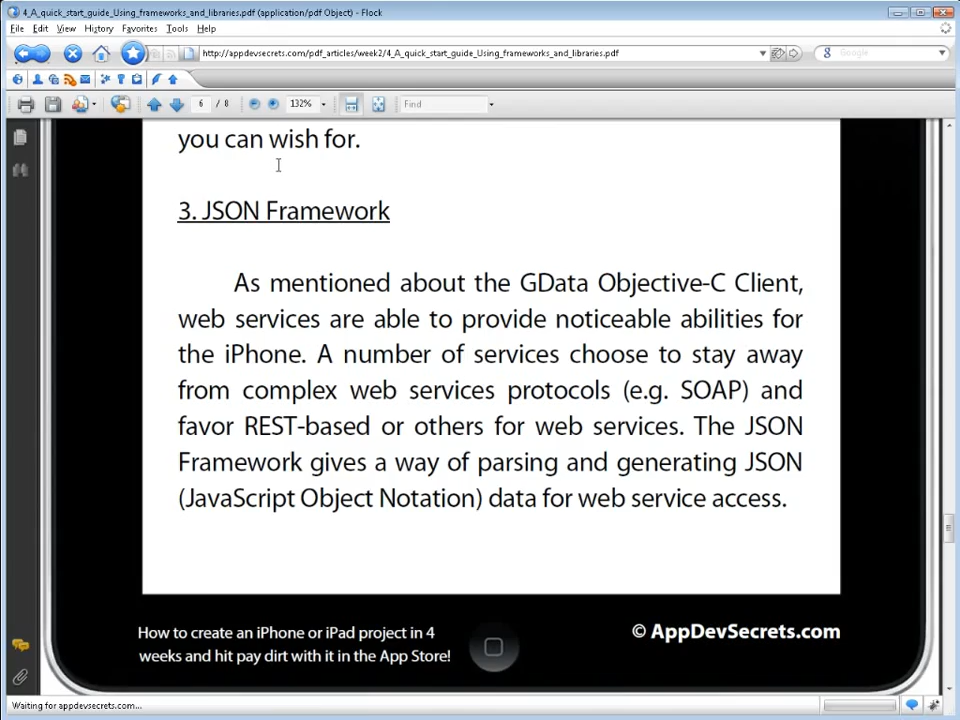 4_A_quick_start_guide_Using_frameworks_and_libraries.pdf (application/pdf Object) - Flock
File Edit View History Favorites Tools Help
http://appdevsecrets.com/pdf_articles/week2/4_A_quick_start_guide_Using_frameworks_and_libraries.pdf
Google
6 / 8 132% Find
you can wish for.
3. JSON Framework
As mentioned about the GData Objective-C Client,
web services are able to provide noticeable abilities for
the iPhone. A number of services choose to stay away
from complex web services protocols (e.g. SOAP) and
favor REST-based or others for web services. The JSON
Framework gives a way of parsing and generating JSON
(JavaScript Object Notation) data for web service access.
How to create an iPhone or iPad project in 4
weeks and hit pay dirt with it in the App Store!
© AppDevSecrets.com
Waiting for appdevsecrets.com...